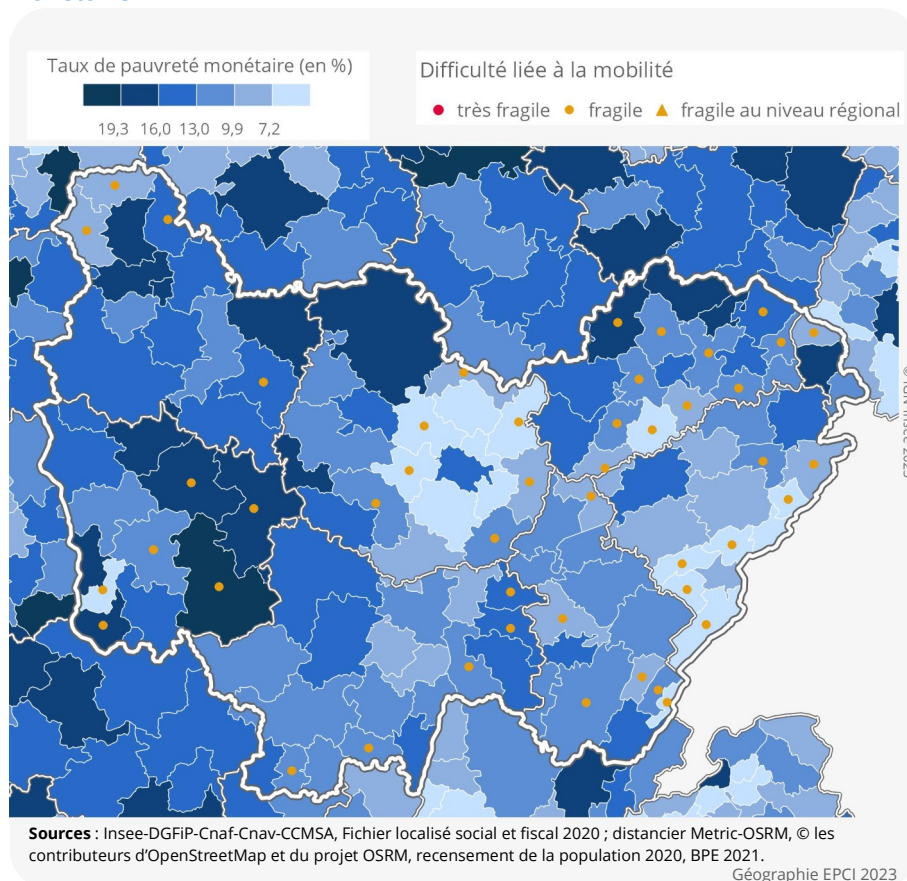 Taux de pauvreté monétaire (en %)
19,3 16,0 13,0 9,9 7,2
Difficulté liée à la mobilité
très fragile fragile fragile au niveau régional
Sources : Insee-DGFiP-Cnaf-Cnav-CCMSA, Fichier localisé social et fiscal 2020 ; distancier Metric-OSRM, © les
contributeurs d’OpenStreetMap et du projet OSRM, recensement de la population 2020, BPE 2021.
Géographie EPCI 2023